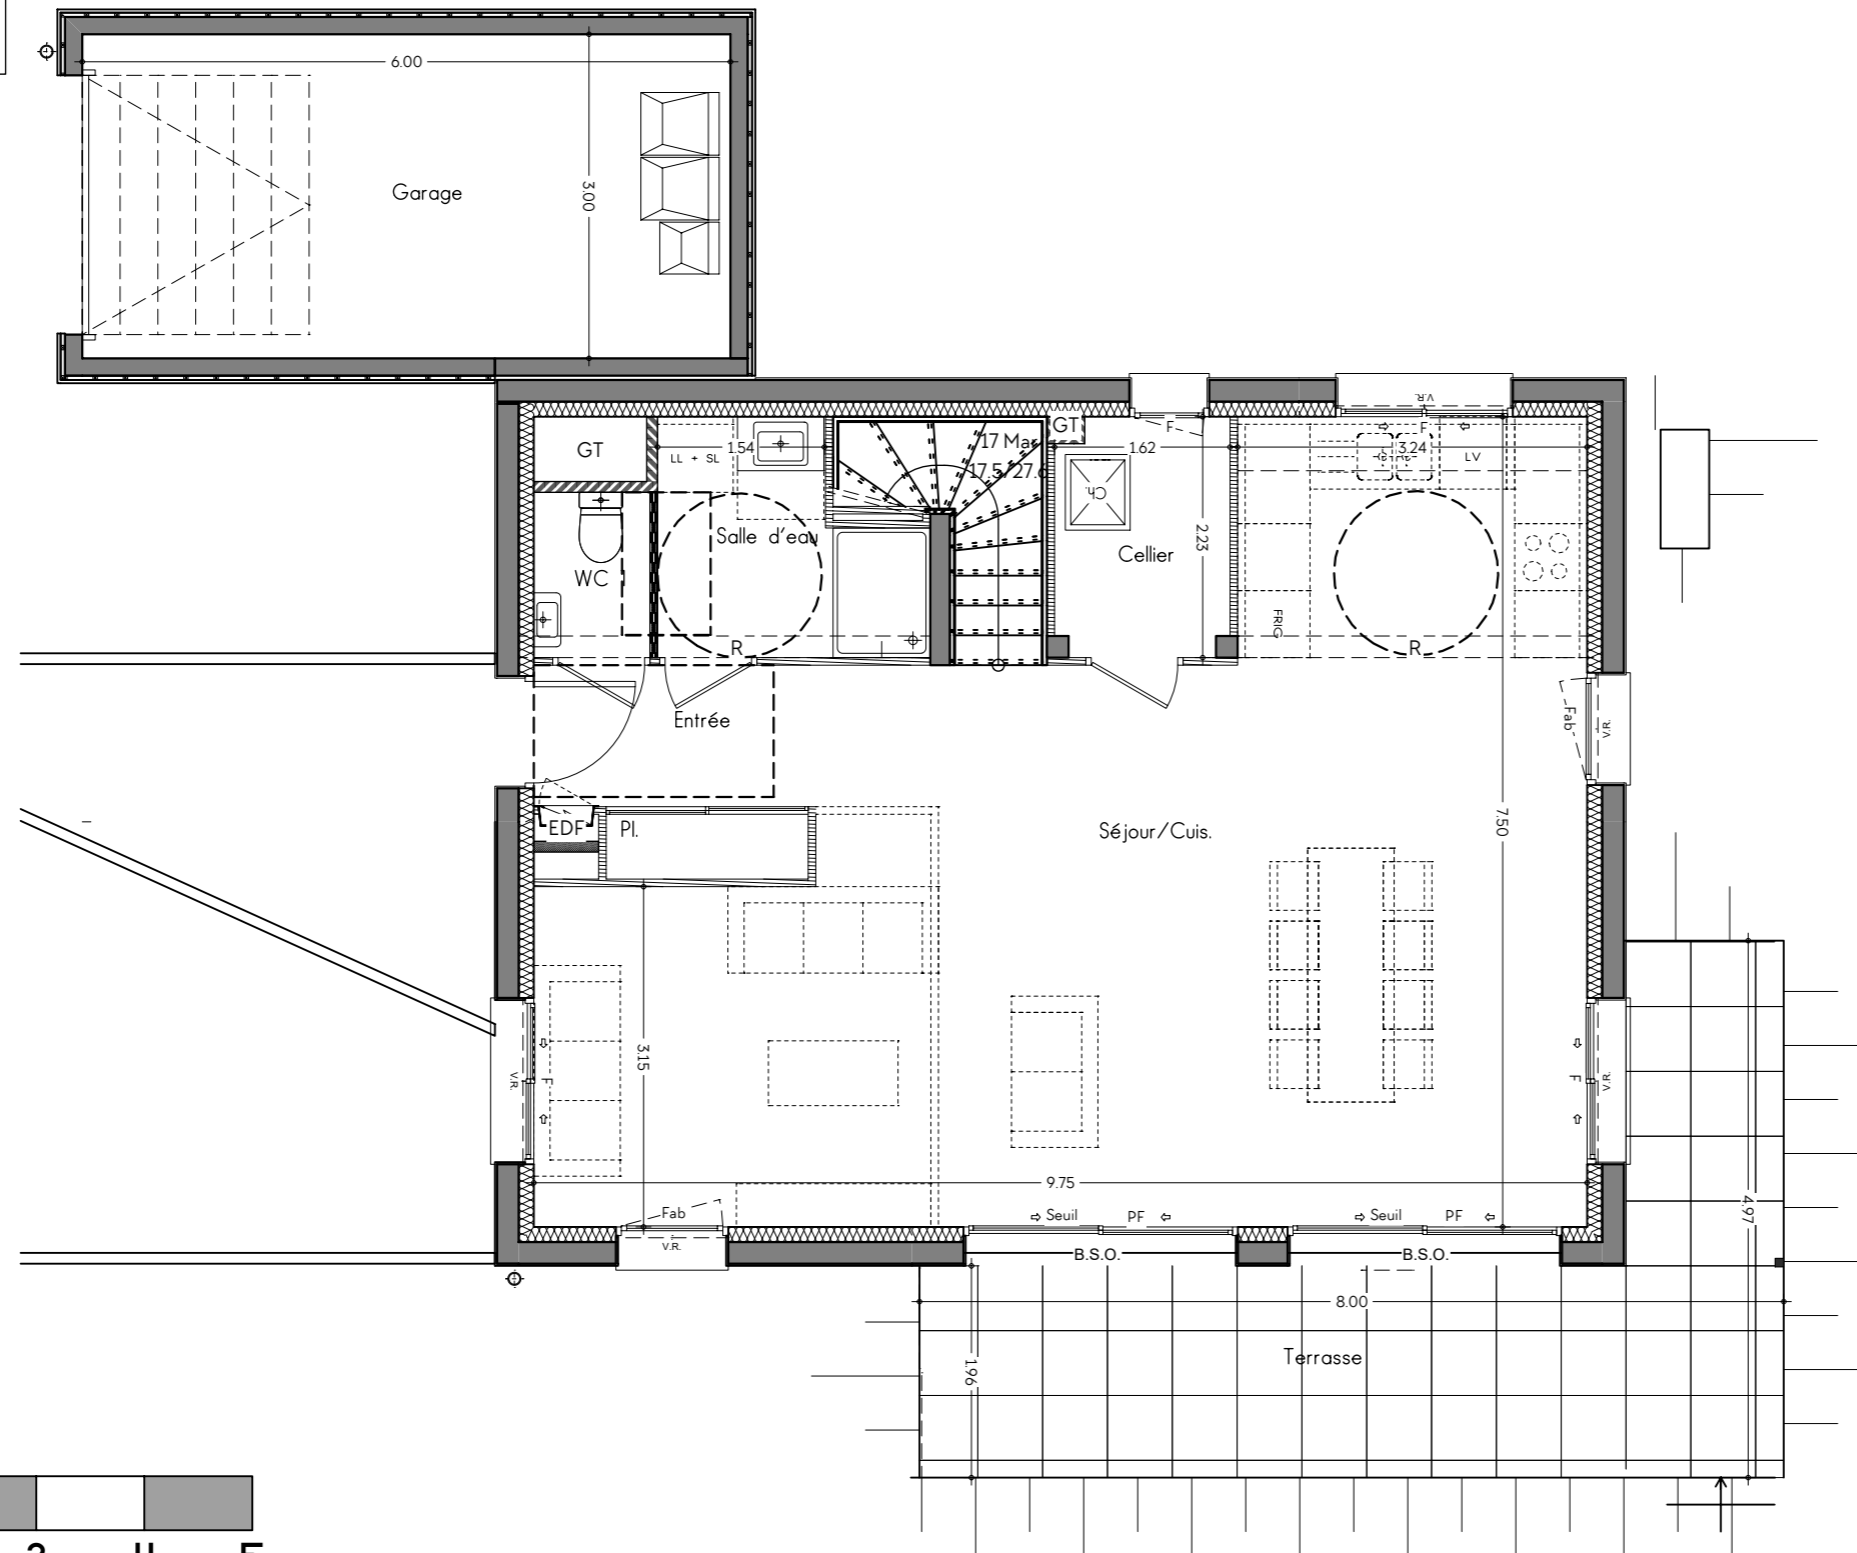 6.00
3.00
Garage
V.R.
GT
1.54
LL + SL
17 Mar
17.5/27.6
GT
1.62
F
F
3.24
LV
Ch.
Salle d'eau
Cellier
2.23
WC
FRIG
R
R
Entrée
Fab
V.R.
EDF
Pl.
Séjour/Cuis.
7.50
3.15
V.R.
F
F
V.R.
9.75
4.97
Fab
Seuil
PF
Seuil
PF
V.R.
B.S.O.
B.S.O.
8.00
Terrasse
1.96